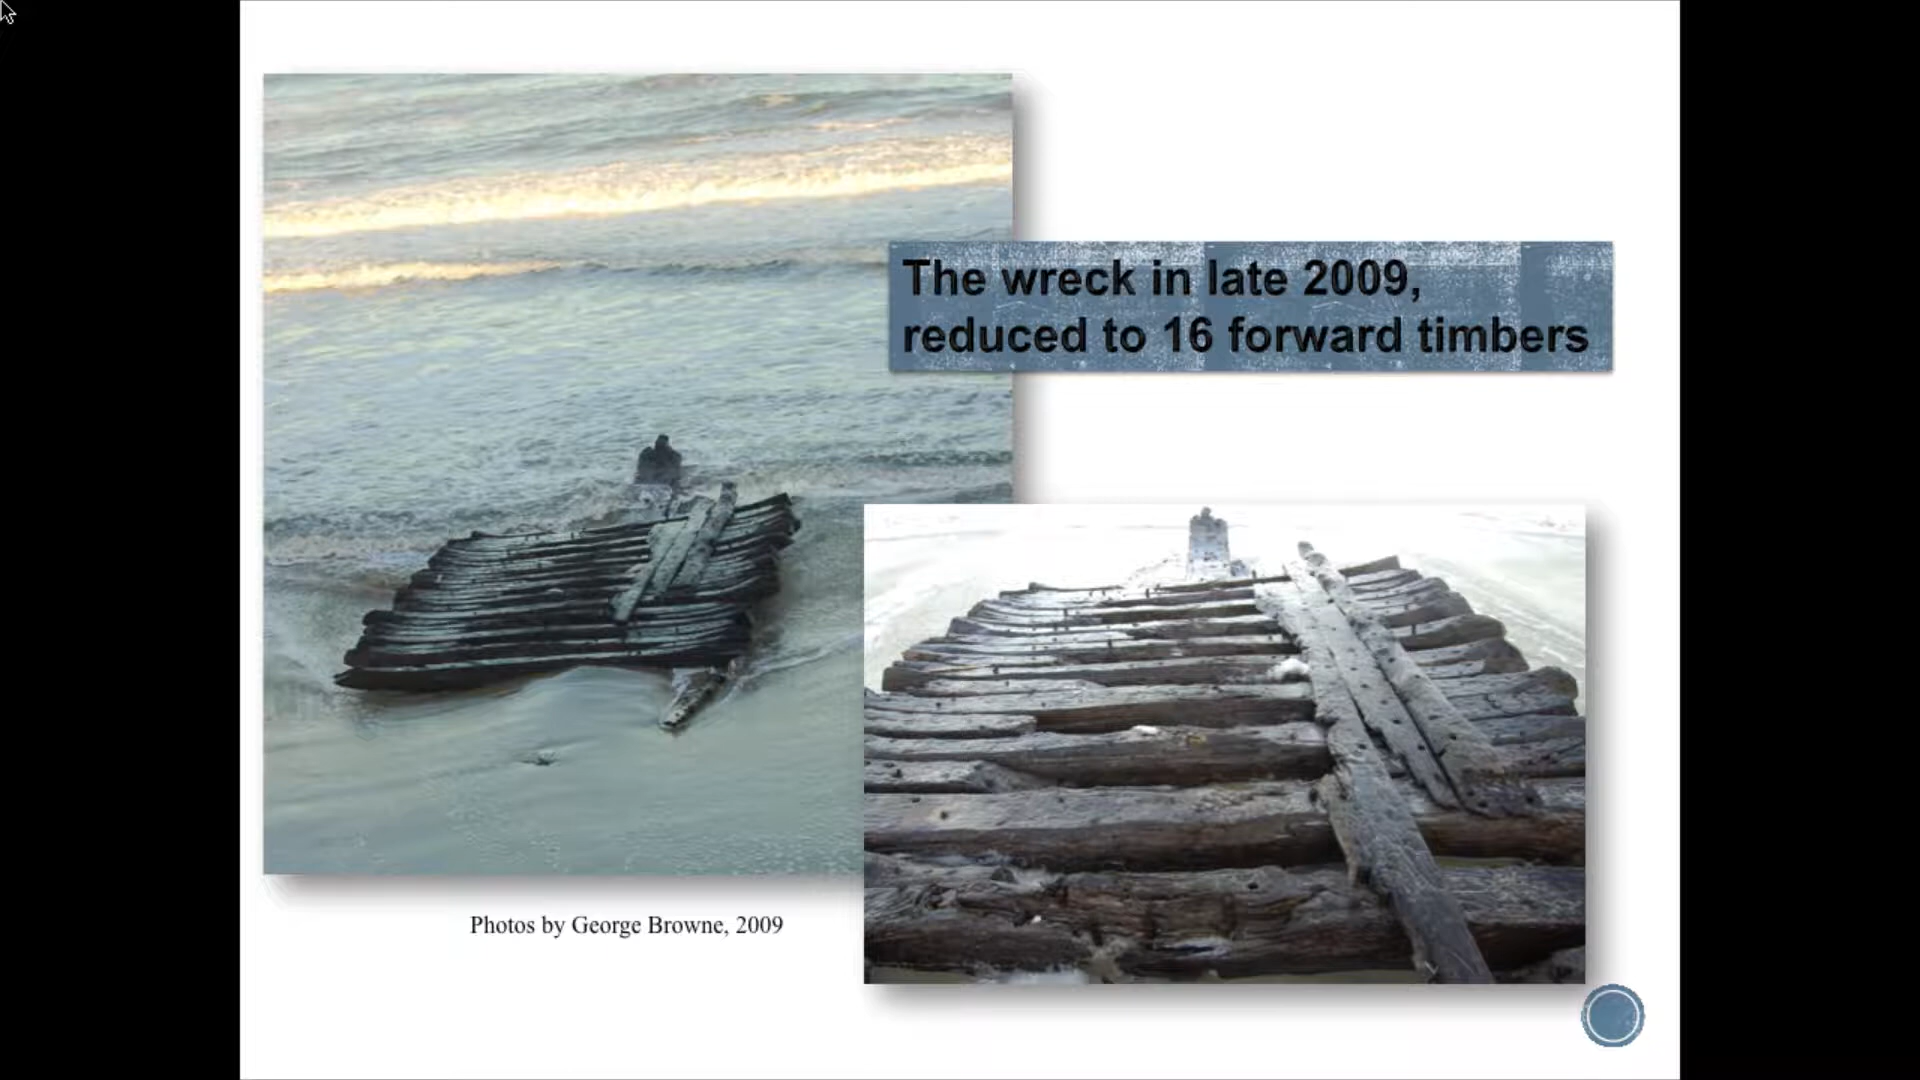 The wreck in late 2009,
reduced to 16 forward timbers
Photos by George Browne, 2009